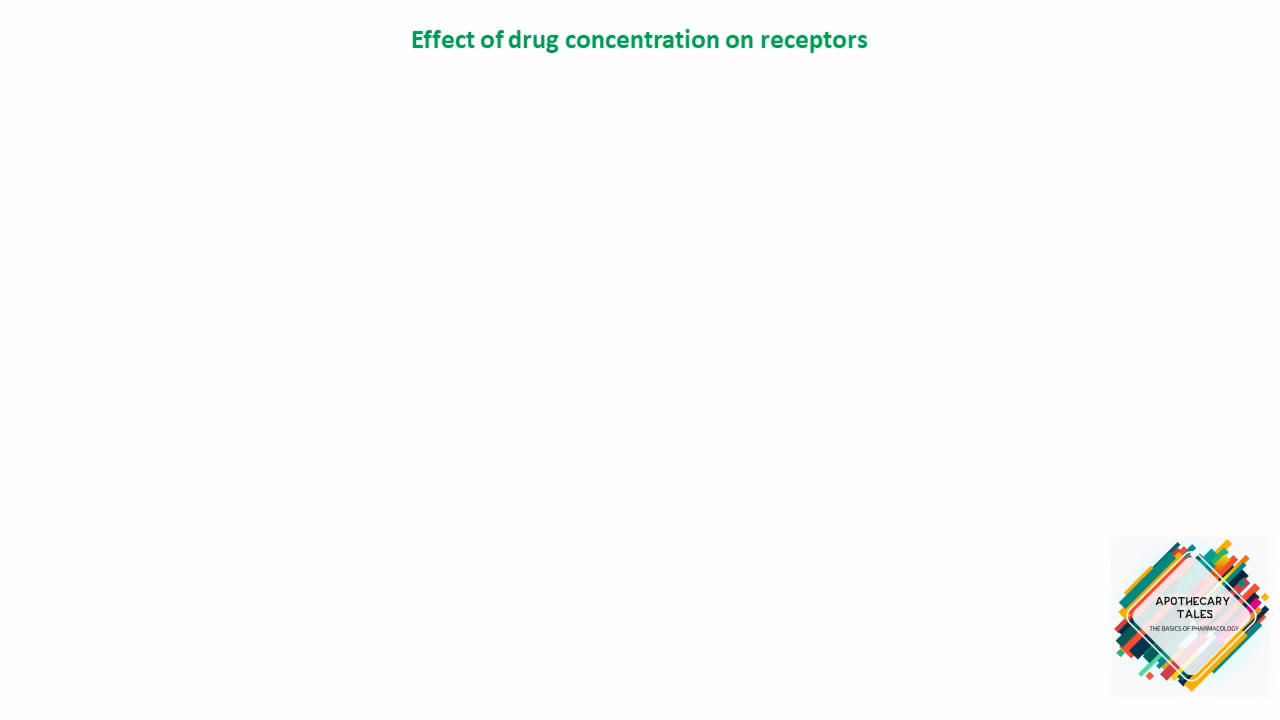 Effect of drug concentration on receptors
APOTHECARY
TALES
THE BASICS OF PHARMACOLOGY